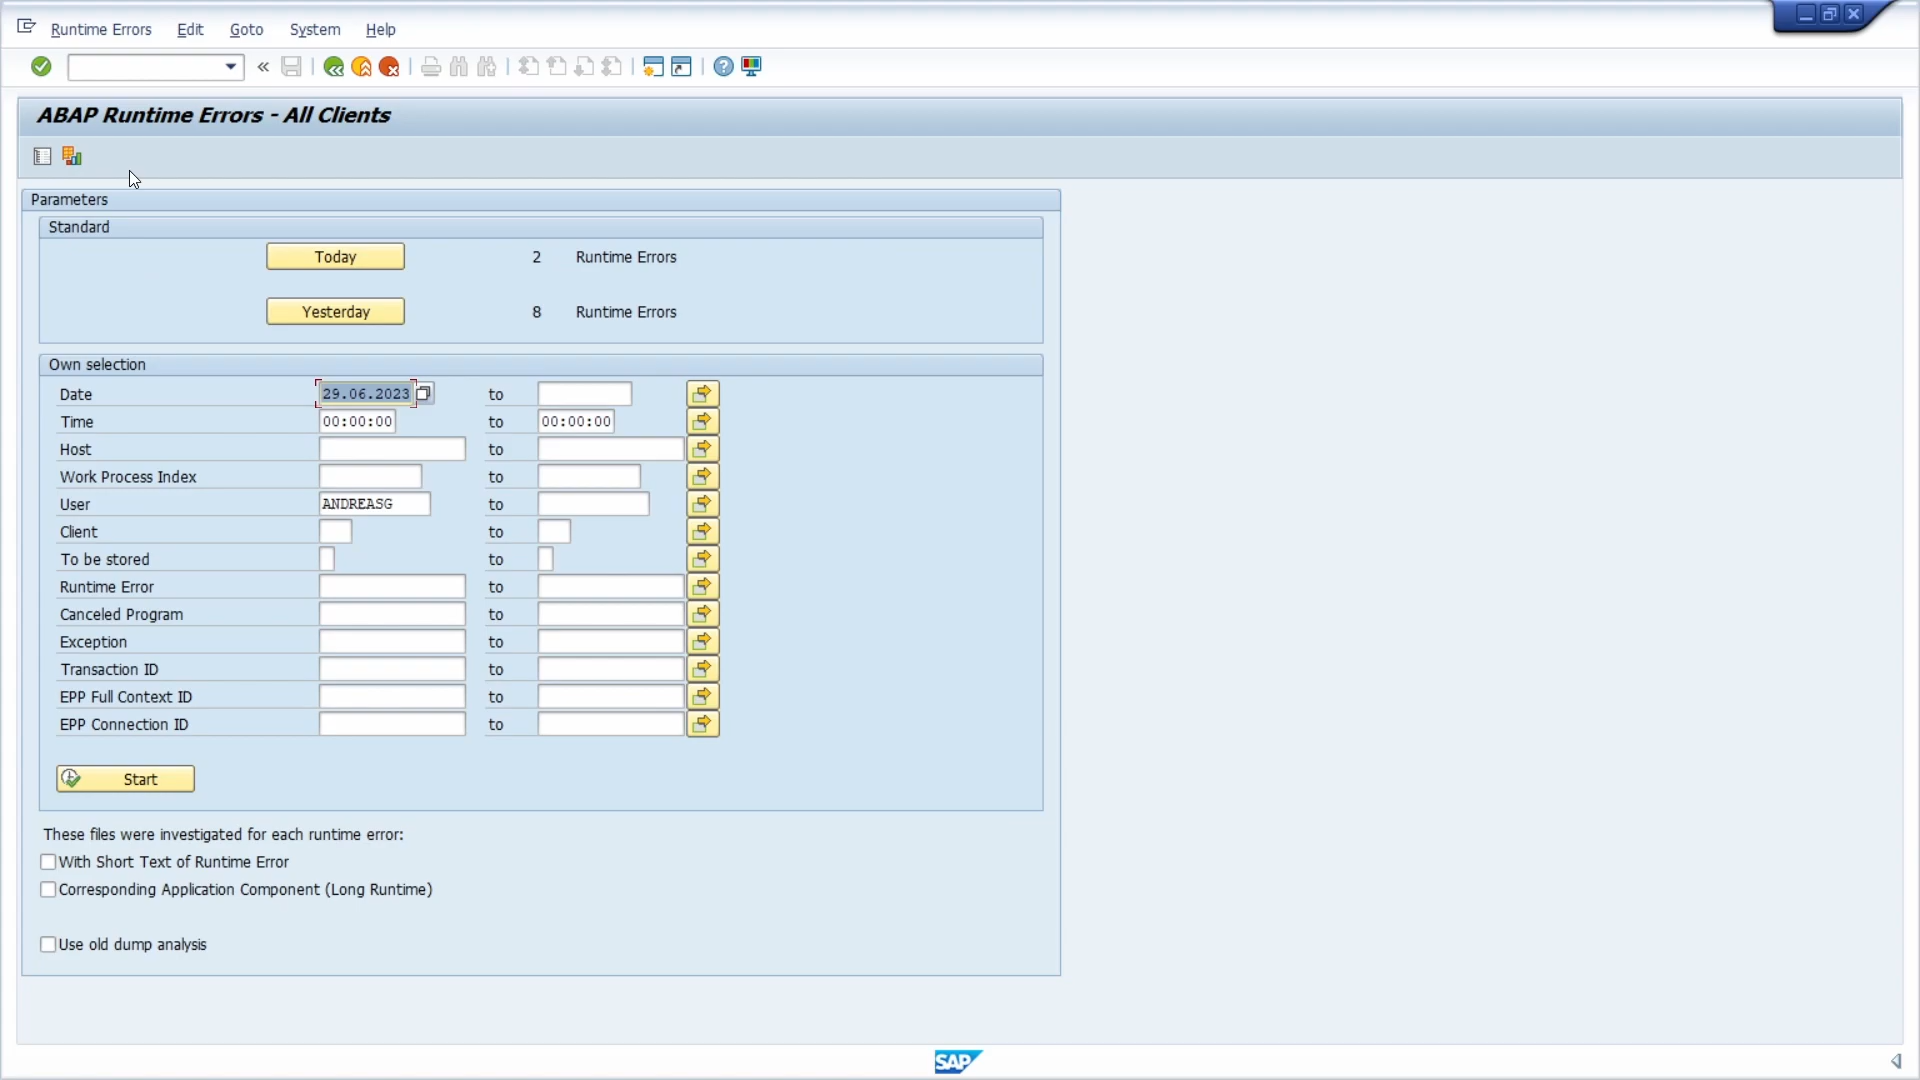 Runtime Errors Edit Goto System Help
ABAP Runtime Errors - All Clients
Parameters
Standard
Today 2 Runtime Errors
Yesterday 8 Runtime Errors
Own selection
Date 29.06.2023 to
Time 00:00:00 to 00:00:00
Host to
Work Process Index to
User ANDREASG to
Client to
To be stored to
Runtime Error to
Canceled Program to
Exception to
Transaction ID to
EPP Full Context ID to
EPP Connection ID to
Start
These files were investigated for each runtime error:
With Short Text of Runtime Error
Corresponding Application Component (Long Runtime)
Use old dump analysis
SAP